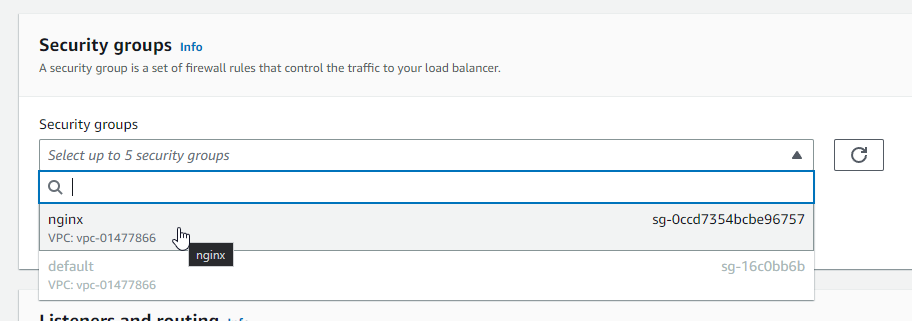 Security groups Info
A security group is a set of firewall rules that control the traffic to your load balancer.
Security groups
Select up to 5 security groups
nginx sg-0ccd7354bcbe96757
VPC: vpc-01477866
nginx
default sg-16c0bb6b
VPC: vpc-01477866
Listeners and routing Info